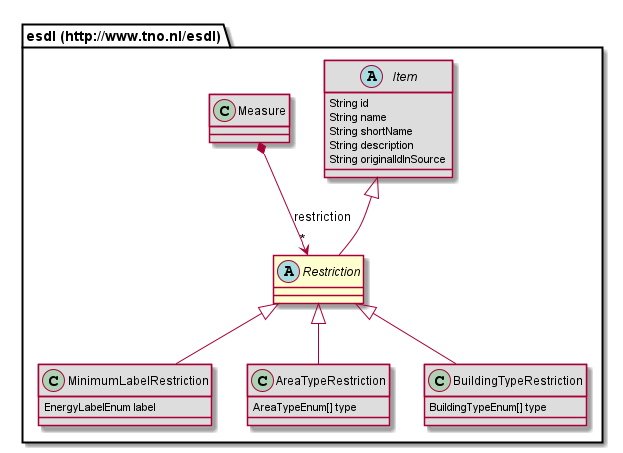 esdl (http://www.tno.nl/esdl)
A Item
String id
String name
String shortName
String description
String originalIdInSource
C Measure
restriction
*
A Restriction
C MinimumLabelRestriction
EnergyLabelEnum label
C AreaTypeRestriction
AreaTypeEnum[] type
C BuildingTypeRestriction
BuildingTypeEnum[] type